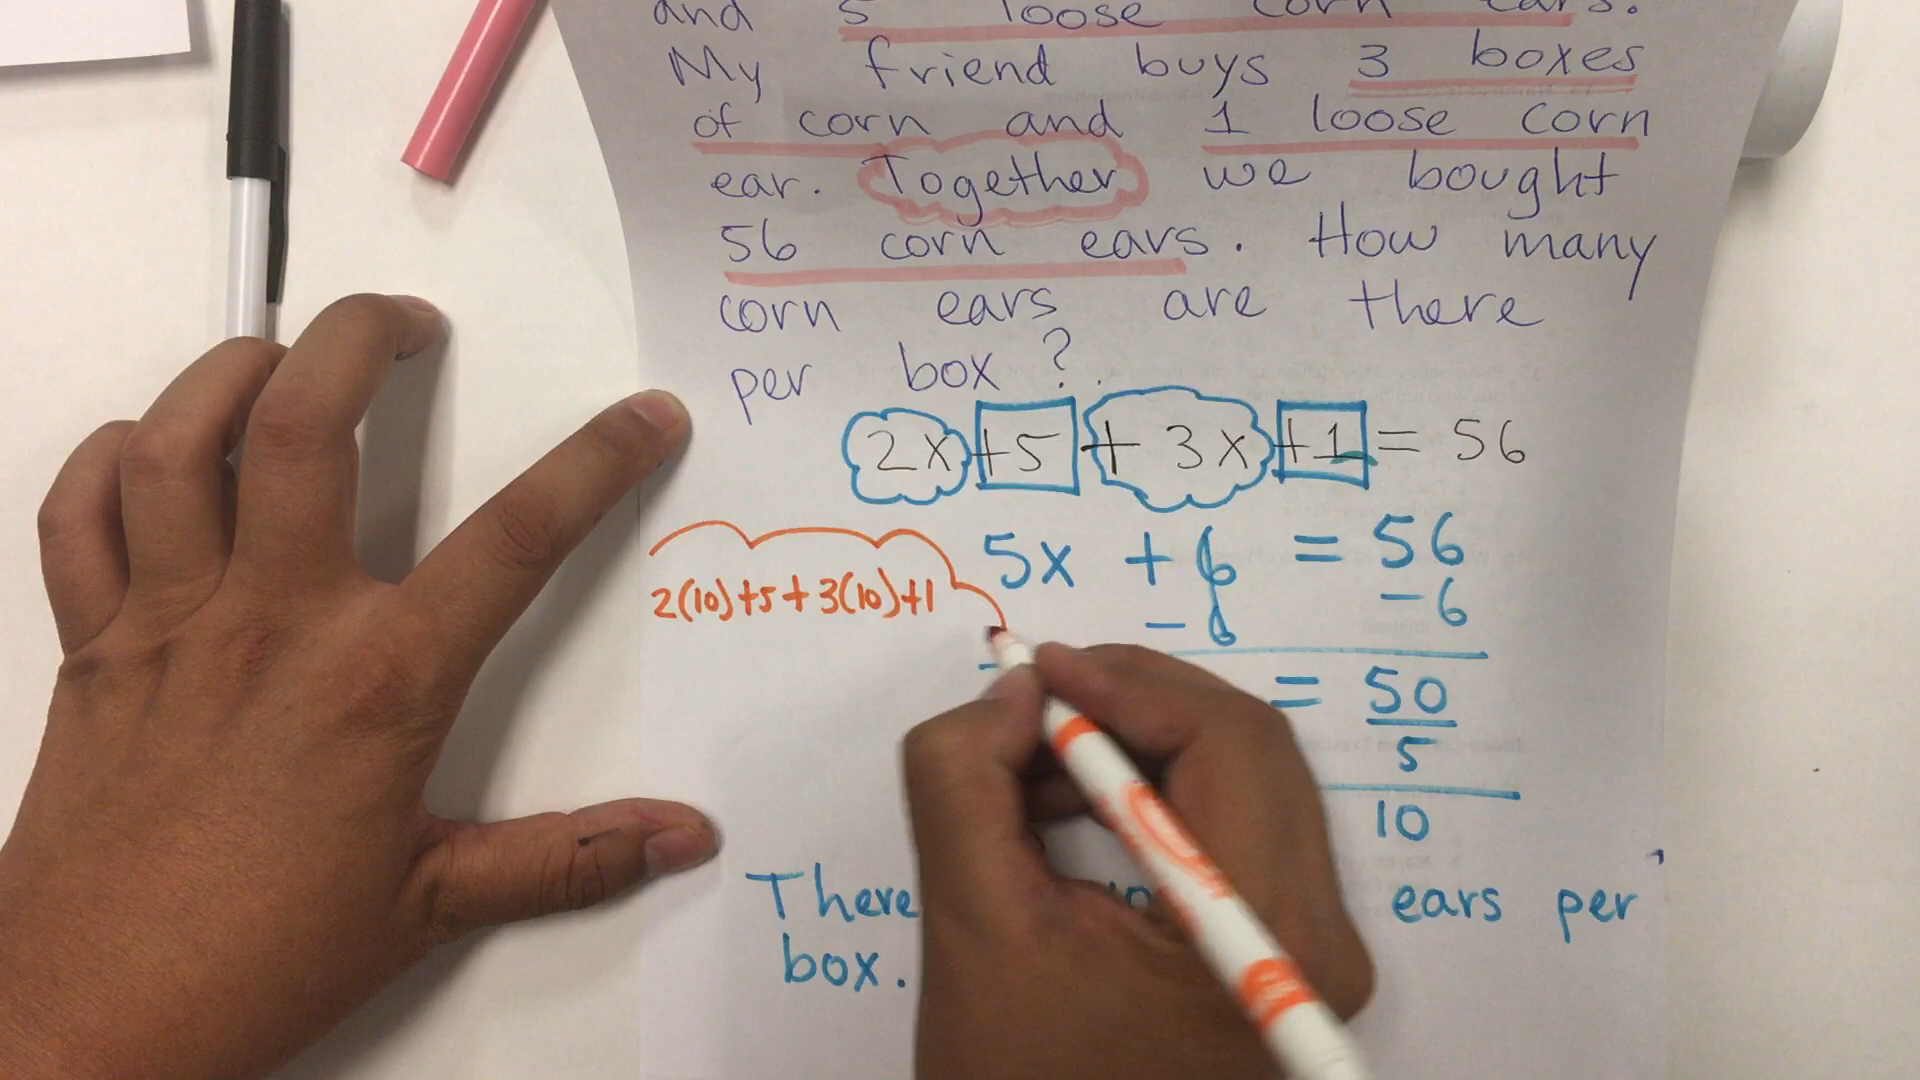 and 5 loose corn ears.
My friend buys 3 boxes
of corn and 1 loose corn
ear. Together we bought
56 corn ears. How many
corn ears are there
per box?
2x +5 + 3x +1 = 56
5x + 6 = 56
2(10)+5+3(10)+1
- 6 - 6
= 50
5
10
There ears per
box.